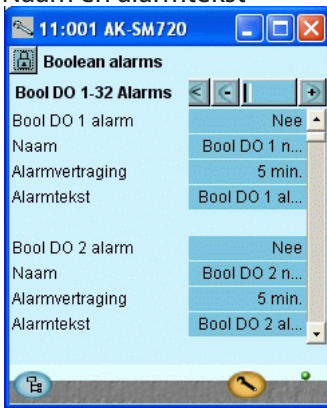 Naam en alarmtekst
11:001 AK-SM720
Boolean alarms
Bool DO 1-32 Alarms < - +
Bool DO 1 alarm Nee
Naam Bool DO 1 n...
Alarmvertraging 5 min.
Alarmtekst Bool DO 1 al...
Bool DO 2 alarm Nee
Naam Bool DO 2 n...
Alarmvertraging 5 min.
Alarmtekst Bool DO 2 al...